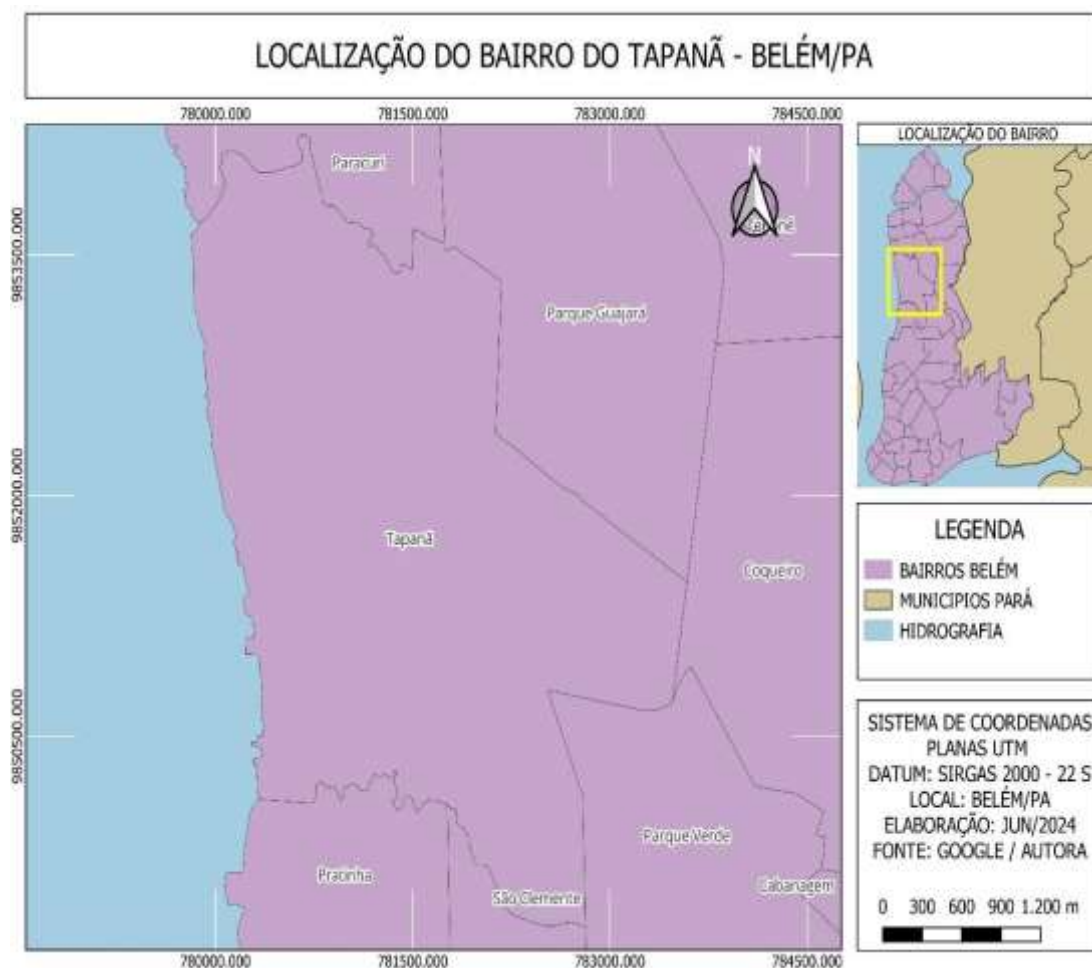 LOCALIZAÇÃO DO BAIRRO DO TAPANÃ - BELÉM/PA
780000.000 781500.000 783000.000 784500.000
LOCALIZAÇÃO DO BAIRRO
N
Paracuri
9853500.000
Parque Guajará
9852000.000
Tapanã
Coqueiro
LEGENDA
BAIRROS BELÉM
MUNICIPIOS PARÁ
HIDROGRAFIA
9850500.000
SISTEMA DE COORDENADAS
PLANAS UTM
DATUM: SIRGAS 2000 - 22 S
LOCAL: BELÉM/PA
ELABORAÇÃO: JUN/2024
FONTE: GOOGLE / AUTORA
Parque Verde
Pratinha
São Clemente
Cabanagem
0 300 600 900 1.200 m
780000.000 781500.000 783000.000 784500.000